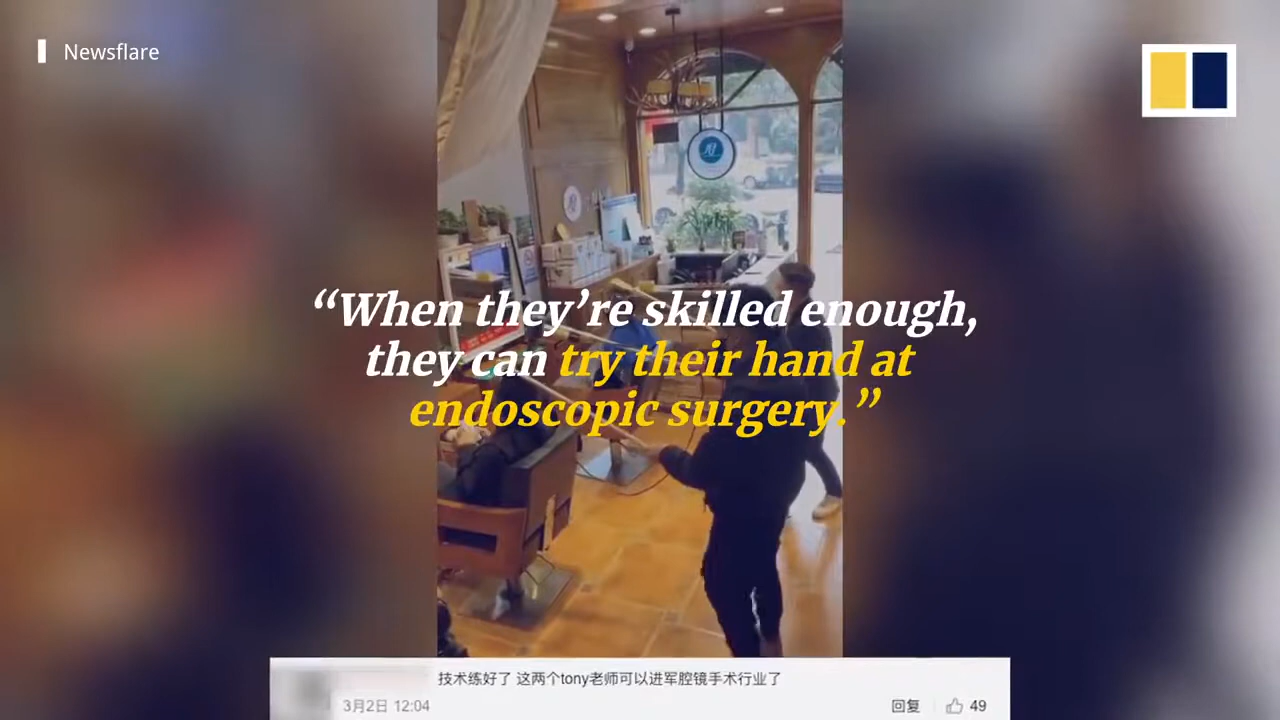 Newsflare
“When they’re skilled enough,
they can try their hand at
endoscopic surgery.”
技术练好了 这两个tony老师可以进军腔镜手术行业了
3月2日 12:04 回复 49